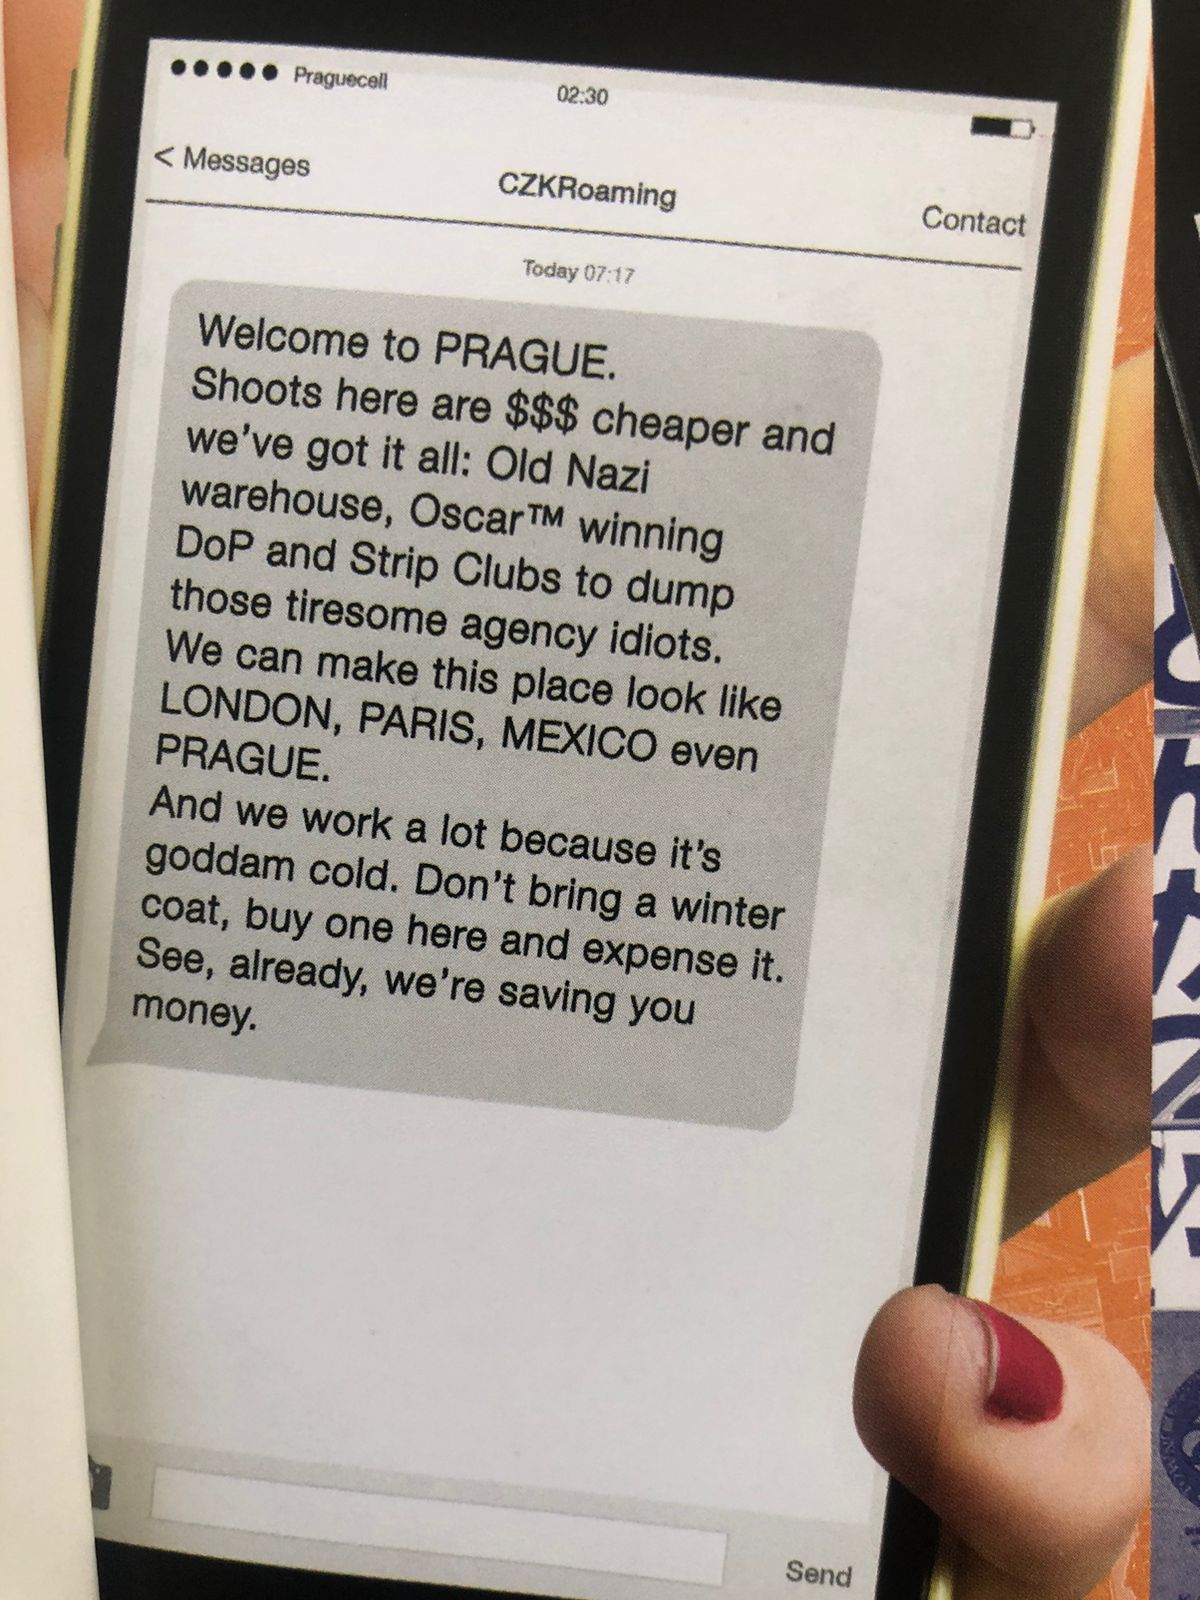 Praguecell
02:30
< Messages
CZKRoaming
Contact
Today 07:17
Welcome to PRAGUE.
Shoots here are $$$ cheaper and
we've got it all: Old Nazi
warehouse, Oscar™ winning
DoP and Strip Clubs to dump
those tiresome agency idiots.
We can make this place look like
LONDON, PARIS, MEXICO even
PRAGUE.
And we work a lot because it's
goddam cold. Don't bring a winter
coat, buy one here and expense it.
See, already, we're saving you
money.
Send